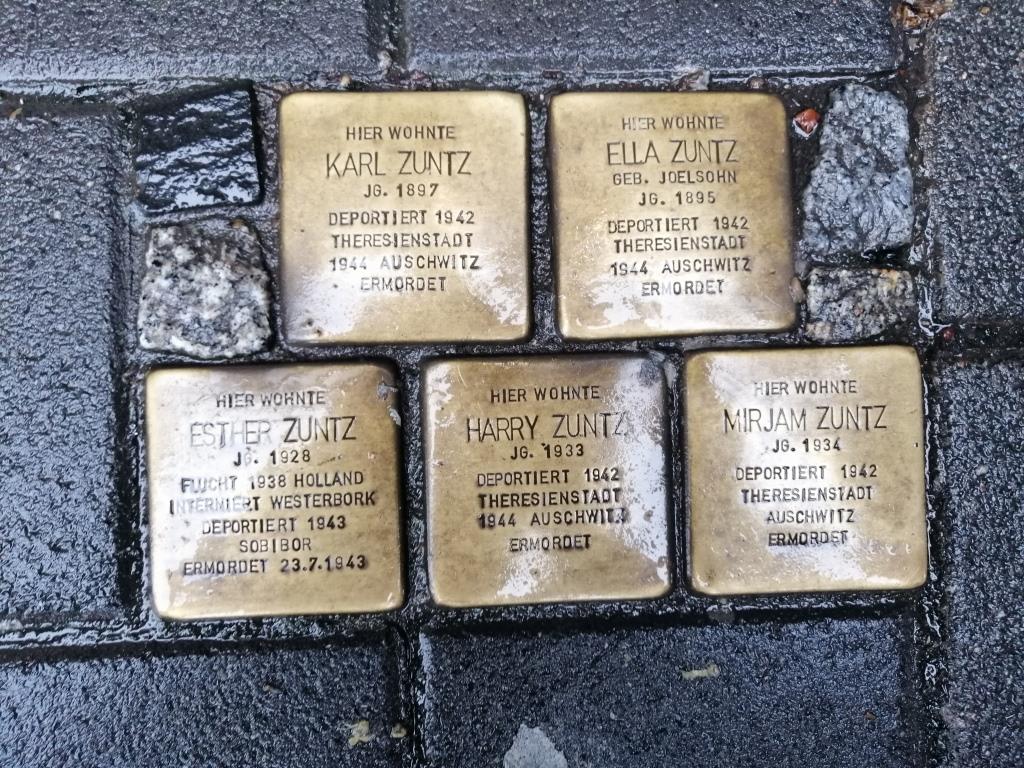 HIER WOHNTE
KARL ZUNTZ
JG. 1897
DEPORTIERT 1942
THERESIENSTADT
1944 AUSCHWITZ
ERMORDET
HIER WOHNTE
ELLA ZUNTZ
GEB. JOELSOHN
JG. 1895
DEPORTIERT 1942
THERESIENSTADT
1944 AUSCHWITZ
ERMORDET
HIER WOHNTE
ESTHER ZUNTZ
JG. 1928
FLUCHT 1938 HOLLAND
INTERNIERT WESTERBORK
DEPORTIERT 1943
SOBIBOR
ERMORDET 23.7.1943
HIER WOHNTE
HARRY ZUNTZ
JG. 1933
DEPORTIERT 1942
THERESIENSTADT
1944 AUSCHWITZ
ERMORDET
HIER WOHNTE
MIRJAM ZUNTZ
JG. 1934
DEPORTIERT 1942
THERESIENSTADT
AUSCHWITZ
ERMORDET